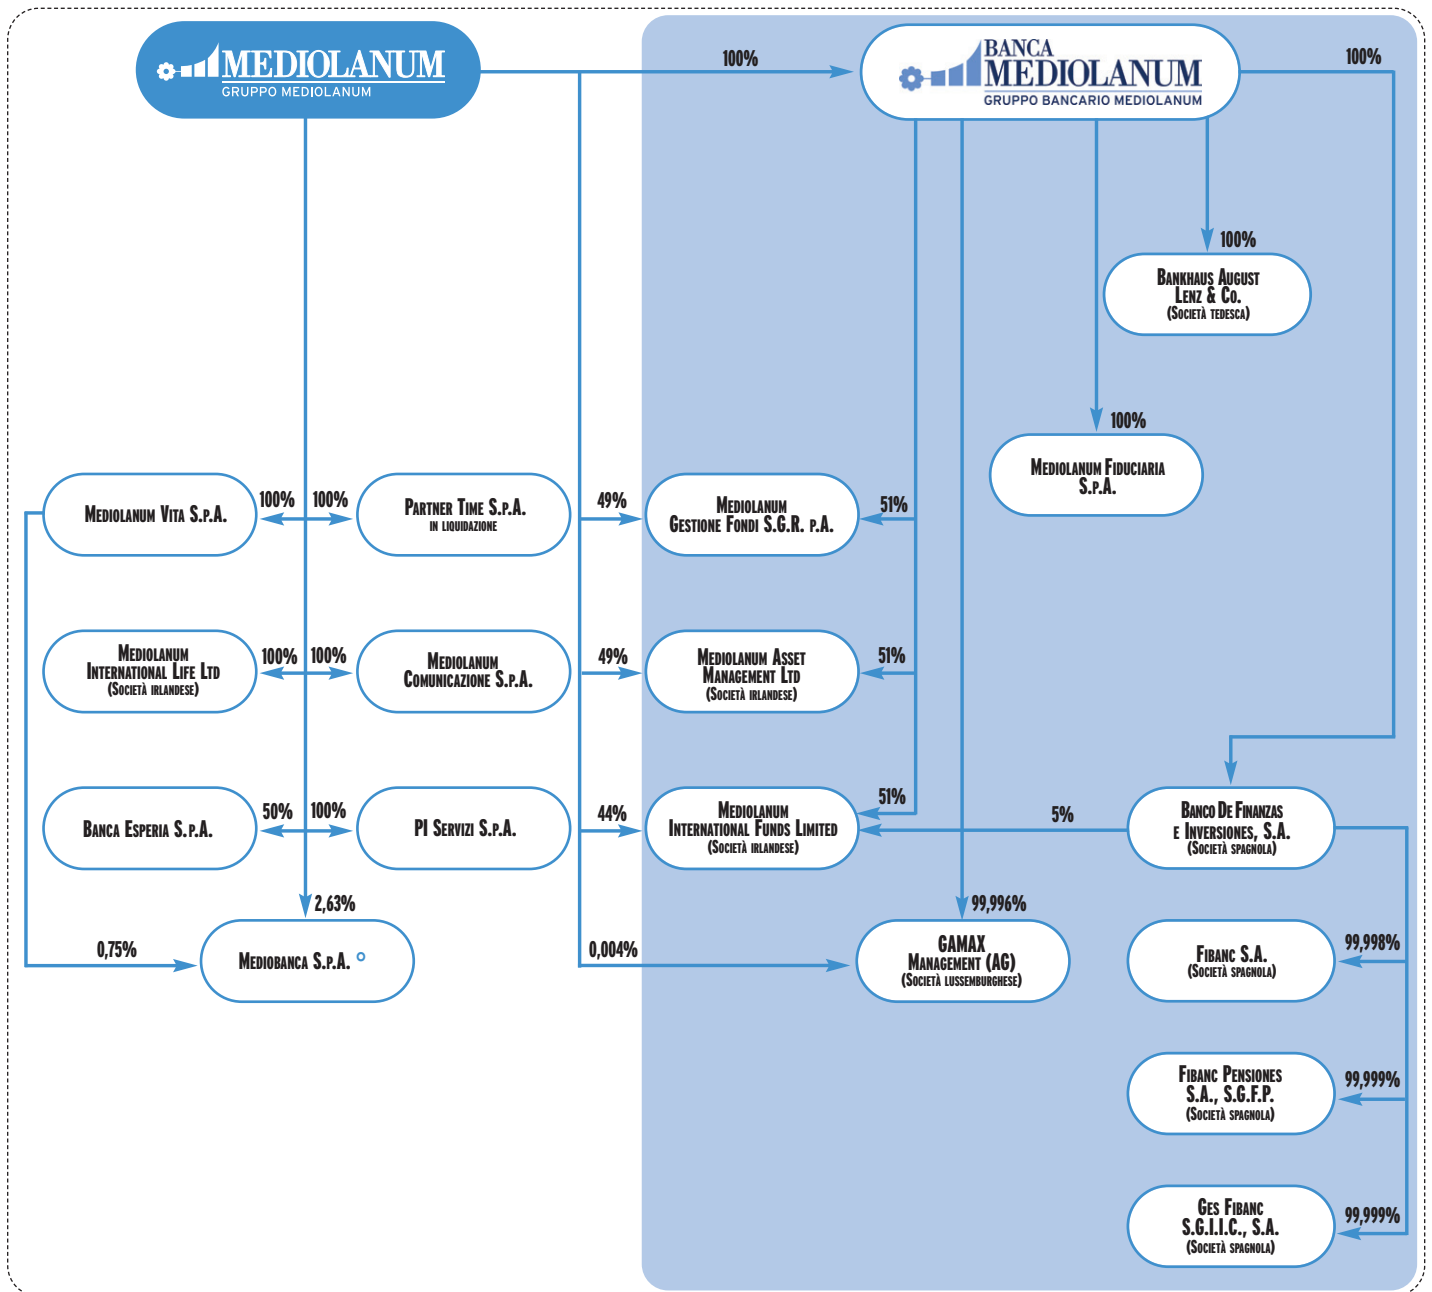 MEDIOLANUM
GRUPPO MEDIOLANUM
100%
BANCA
MEDIOLANUM
GRUPPO BANCARIO MEDIOLANUM
100%
100%
BANKHAUS AUGUST
LENZ & CO.
(SOCIETÀ TEDESCA)
100%
MEDIOLANUM FIDUCIARIA
S.P.A.
MEDIOLANUM VITA S.P.A.
100%
100%
PARTNER TIME S.P.A.
IN LIQUIDAZIONE
49%
MEDIOLANUM
GESTIONE FONDI S.G.R. P.A.
51%
MEDIOLANUM
INTERNATIONAL LIFE LTD
(SOCIETÀ IRLANDESE)
100%
100%
MEDIOLANUM
COMUNICAZIONE S.P.A.
49%
MEDIOLANUM ASSET
MANAGEMENT LTD
(SOCIETÀ IRLANDESE)
51%
BANCA ESPERIA S.P.A.
50%
100%
PI SERVIZI S.P.A.
44%
MEDIOLANUM
INTERNATIONAL FUNDS LIMITED
(SOCIETÀ IRLANDESE)
51%
5%
BANCO DE FINANZAS
E INVERSIONES, S.A.
(SOCIETÀ SPAGNOLA)
2,63%
99,996%
0,75%
MEDIOBANCA S.P.A. °
0,004%
GAMAX
MANAGEMENT (AG)
(SOCIETÀ LUSSEMBURGHESE)
FIBANC S.A.
(SOCIETÀ SPAGNOLA)
99,998%
FIBANC PENSIONES
S.A., S.G.F.P.
(SOCIETÀ SPAGNOLA)
99,999%
GES FIBANC
S.G.I.I.C., S.A.
(SOCIETÀ SPAGNOLA)
99,999%